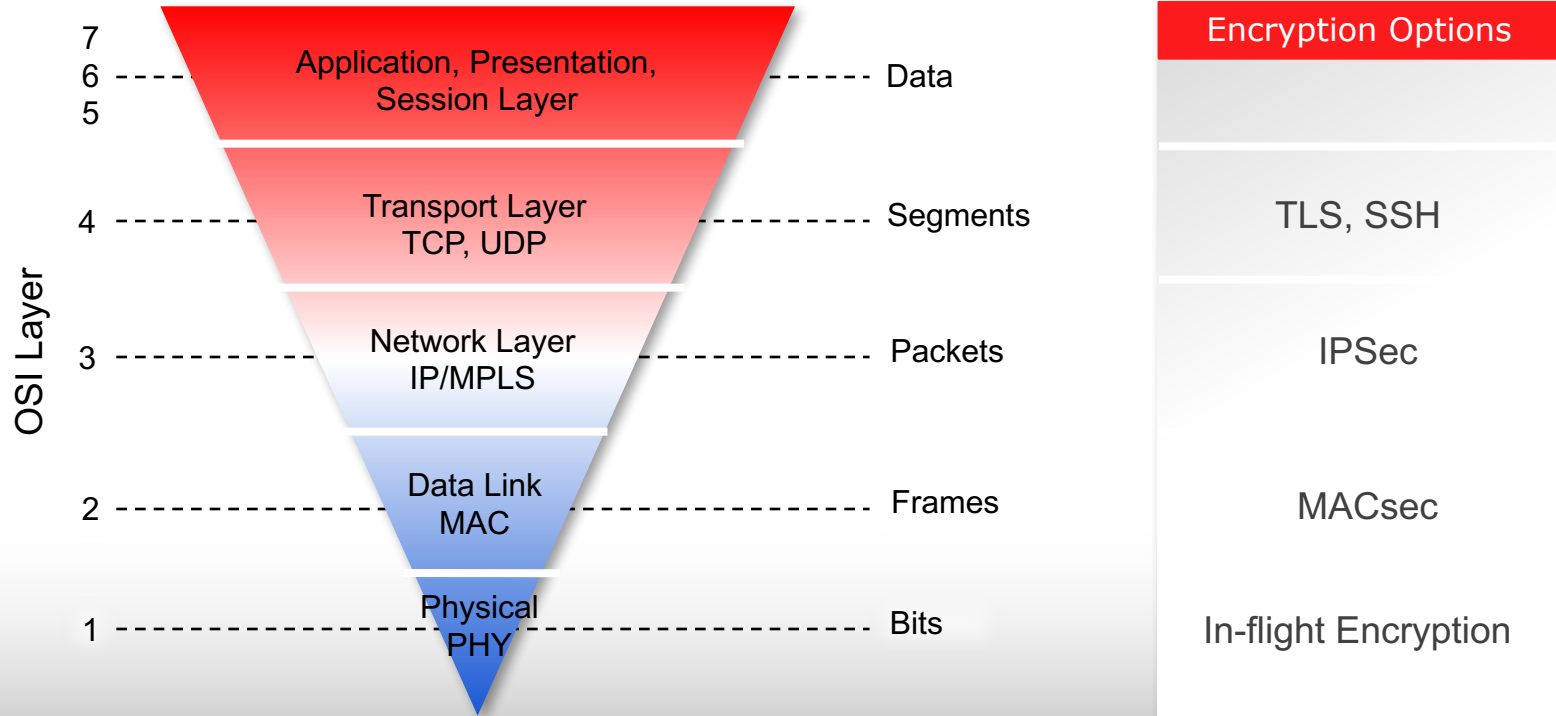 Encryption Options
OSI Layer
7
6
5
Application, Presentation,
Session Layer
Data
4
Transport Layer
TCP, UDP
Segments
TLS, SSH
3
Network Layer
IP/MPLS
Packets
IPSec
2
Data Link
MAC
Frames
MACsec
1
Physical
PHY
Bits
In-flight Encryption